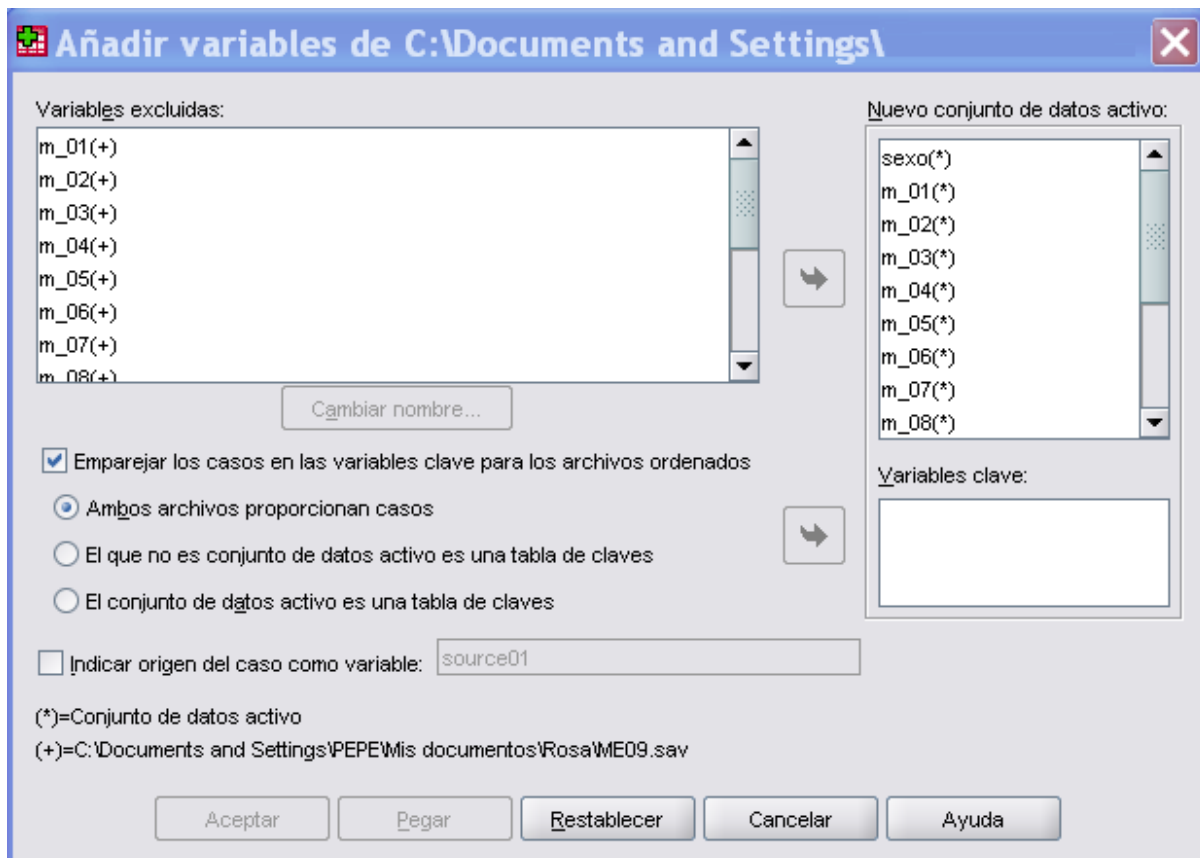 Añadir variables de C:\Documents and Settings\
Variables excluidas:
m_01(+)
m_02(+)
m_03(+)
m_04(+)
m_05(+)
m_06(+)
m_07(+)
m_08(+)
Cambiar nombre...
Nuevo conjunto de datos activo:
sexo(*)
m_01(*)
m_02(*)
m_03(*)
m_04(*)
m_05(*)
m_06(*)
m_07(*)
m_08(*)
Emparejar los casos en las variables clave para los archivos ordenados
Ambos archivos proporcionan casos
El que no es conjunto de datos activo es una tabla de claves
El conjunto de datos activo es una tabla de claves
Variables clave:
Indicar origen del caso como variable: source01
(*)=Conjunto de datos activo
(+)=C:\Documents and Settings\PEPE\Mis documentos\Rosa\ME09.sav
Aceptar Pegar Restablecer Cancelar Ayuda